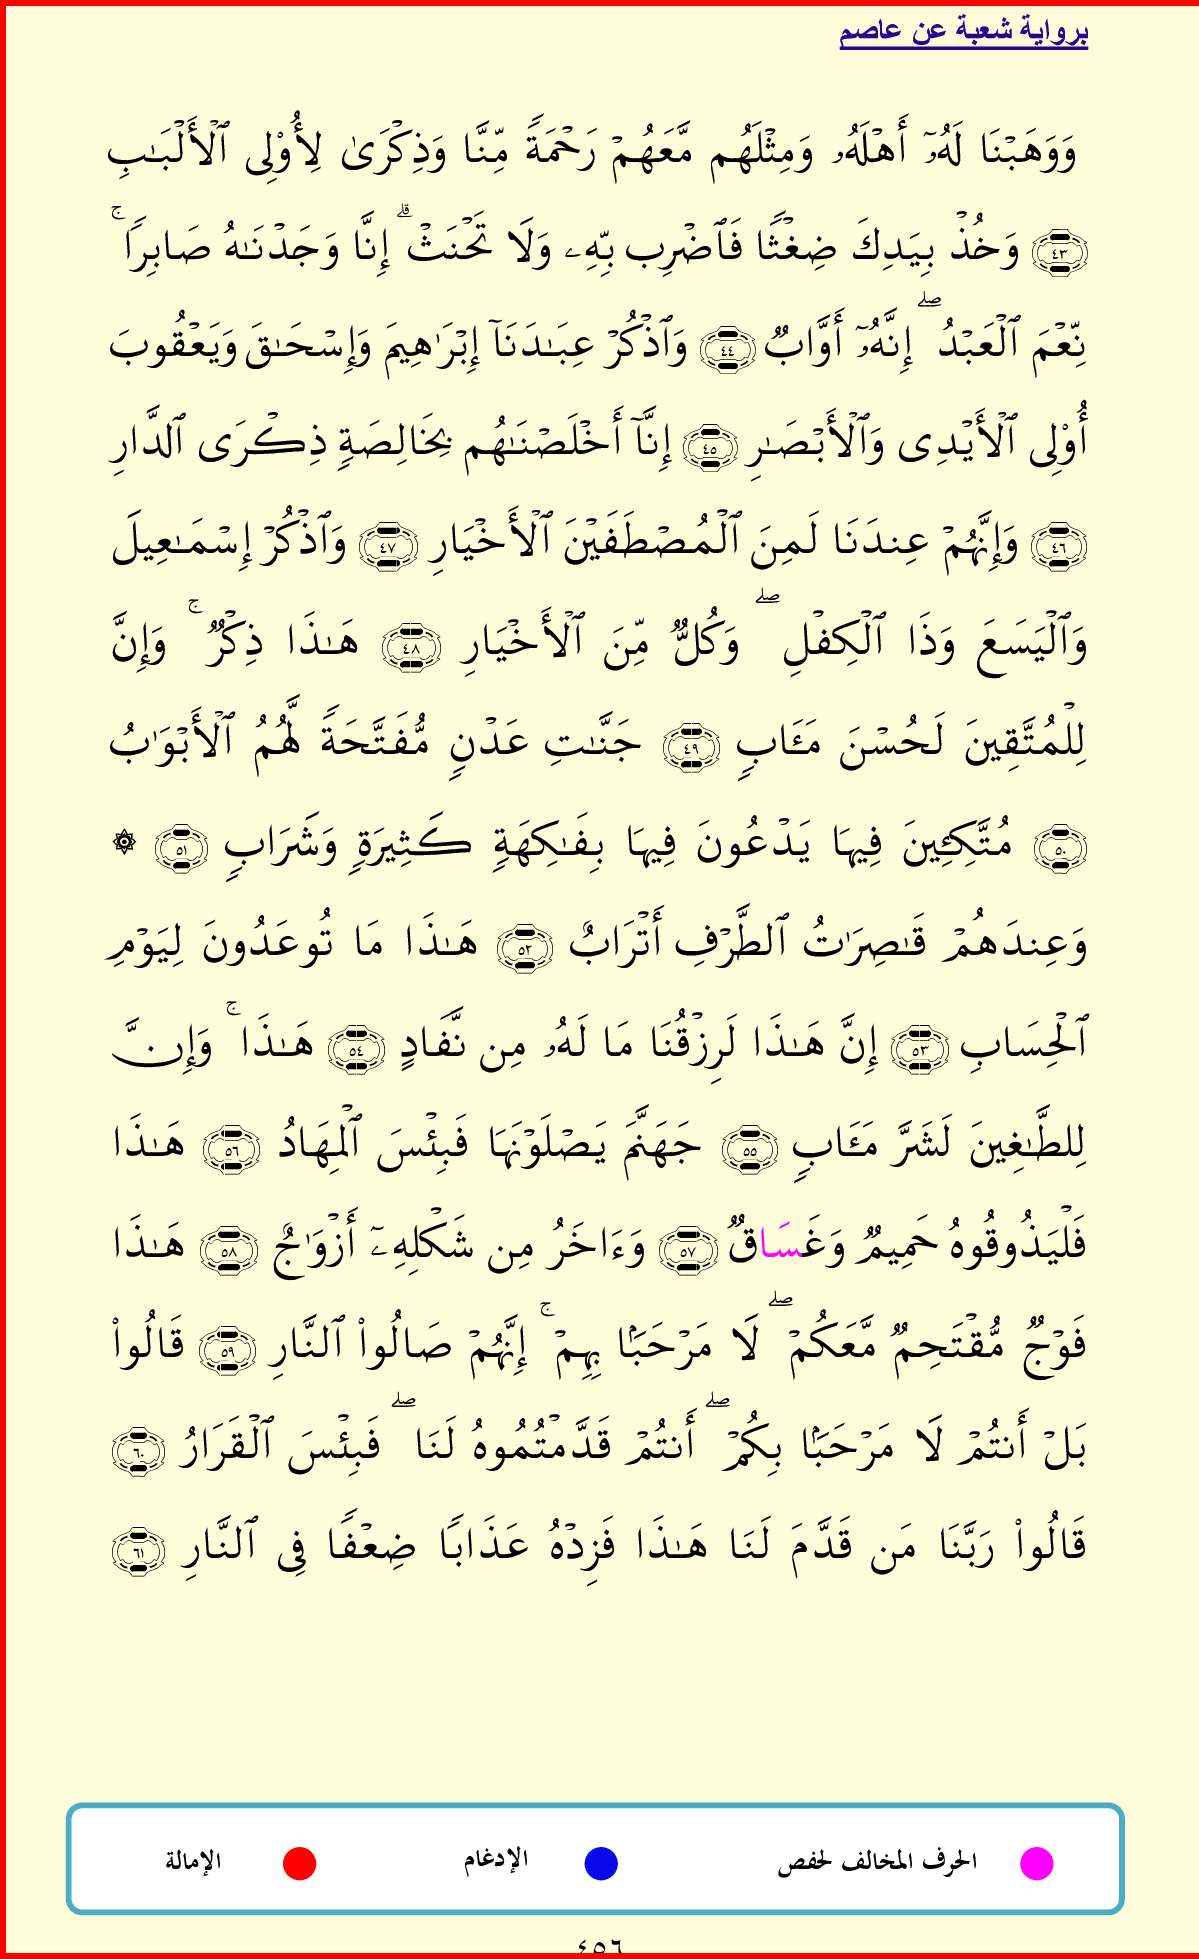 برواية شعبة عن عاصم
وَوَهَبْنَا لَهُۥٓ أَهْلَهُۥ وَمِثْلَهُم مَّعَهُمْ رَحْمَةً مِّنَّا وَذِكْرَىٰ لِأُو۟لِى ٱلْأَلْبَـٰبِ
٤٣ وَخُذْ بِيَدِكَ ضِغْثًا فَٱضْرِب بِّهِۦ وَلَا تَحْنَثْ ۗ إِنَّا وَجَدْنَـٰهُ صَابِرًا ۚ
نِّعْمَ ٱلْعَبْدُ ۖ إِنَّهُۥٓ أَوَّابٌ ٤٤ وَٱذْكُرْ عِبَـٰدَنَآ إِبْرَٰهِيمَ وَإِسْحَـٰقَ وَيَعْقُوبَ
أُو۟لِى ٱلْأَيْدِى وَٱلْأَبْصَـٰرِ ٤٥ إِنَّآ أَخْلَصْنَـٰهُم بِخَالِصَةٍ ذِكْرَى ٱلدَّارِ
٤٦ وَإِنَّهُمْ عِندَنَا لَمِنَ ٱلْمُصْطَفَيْنَ ٱلْأَخْيَارِ ٤٧ وَٱذْكُرْ إِسْمَـٰعِيلَ
وَٱلْيَسَعَ وَذَا ٱلْكِفْلِ ۖ وَكُلٌّ مِّنَ ٱلْأَخْيَارِ ٤٨ هَـٰذَا ذِكْرٌ ۚ وَإِنَّ
لِلْمُتَّقِينَ لَحُسْنَ مَـَٔابٍ ٤٩ جَنَّـٰتِ عَدْنٍ مُّفَتَّحَةً لَّهُمُ ٱلْأَبْوَٰبُ
٥٠ مُتَّكِـِٔينَ فِيهَا يَدْعُونَ فِيهَا بِفَـٰكِهَةٍ كَثِيرَةٍ وَشَرَابٍ ٥١ ۞
وَعِندَهُمْ قَـٰصِرَٰتُ ٱلطَّرْفِ أَتْرَابٌ ٥٢ هَـٰذَا مَا تُوعَدُونَ لِيَوْمِ
ٱلْحِسَابِ ٥٣ إِنَّ هَـٰذَا لَرِزْقُنَا مَا لَهُۥ مِن نَّفَادٍ ٥٤ هَـٰذَا ۚ وَإِنَّ
لِلطَّـٰغِينَ لَشَرَّ مَـَٔابٍ ٥٥ جَهَنَّمَ يَصْلَوْنَهَا فَبِئْسَ ٱلْمِهَادُ ٥٦ هَـٰذَا
فَلْيَذُوقُوهُ حَمِيمٌ وَغَسَاقٌ ٥٧ وَءَاخَرُ مِن شَكْلِهِۦٓ أَزْوَٰجٌ ٥٨ هَـٰذَا
فَوْجٌ مُّقْتَحِمٌ مَّعَكُمْ ۖ لَا مَرْحَبًۢا بِهِمْ ۚ إِنَّهُمْ صَالُوا۟ ٱلنَّارِ ٥٩ قَالُوا۟
بَلْ أَنتُمْ لَا مَرْحَبًۢا بِكُمْ ۖ أَنتُمْ قَدَّمْتُمُوهُ لَنَا ۖ فَبِئْسَ ٱلْقَرَارُ ٦٠
قَالُوا۟ رَبَّنَا مَن قَدَّمَ لَنَا هَـٰذَا فَزِدْهُ عَذَابًا ضِعْفًا فِى ٱلنَّارِ ٦١
الحرف المخالف لحفص الإدغام الإمالة
٤٥٦